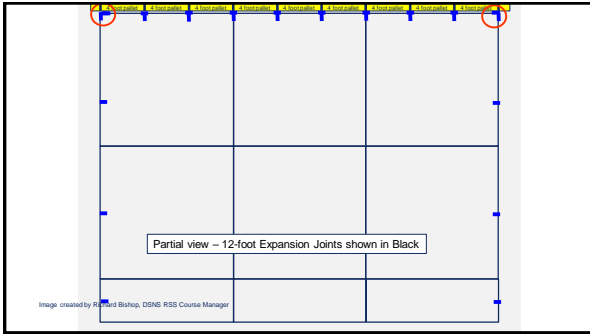 4 foot pallet 4 foot pallet 4 foot pallet 4 foot pallet 4 foot pallet 4 foot pallet 4 foot pallet 4 foot pallet 4 foot pallet
Partial view – 12-foot Expansion Joints shown in Black
Image created by Richard Bishop, DSNS RSS Course Manager